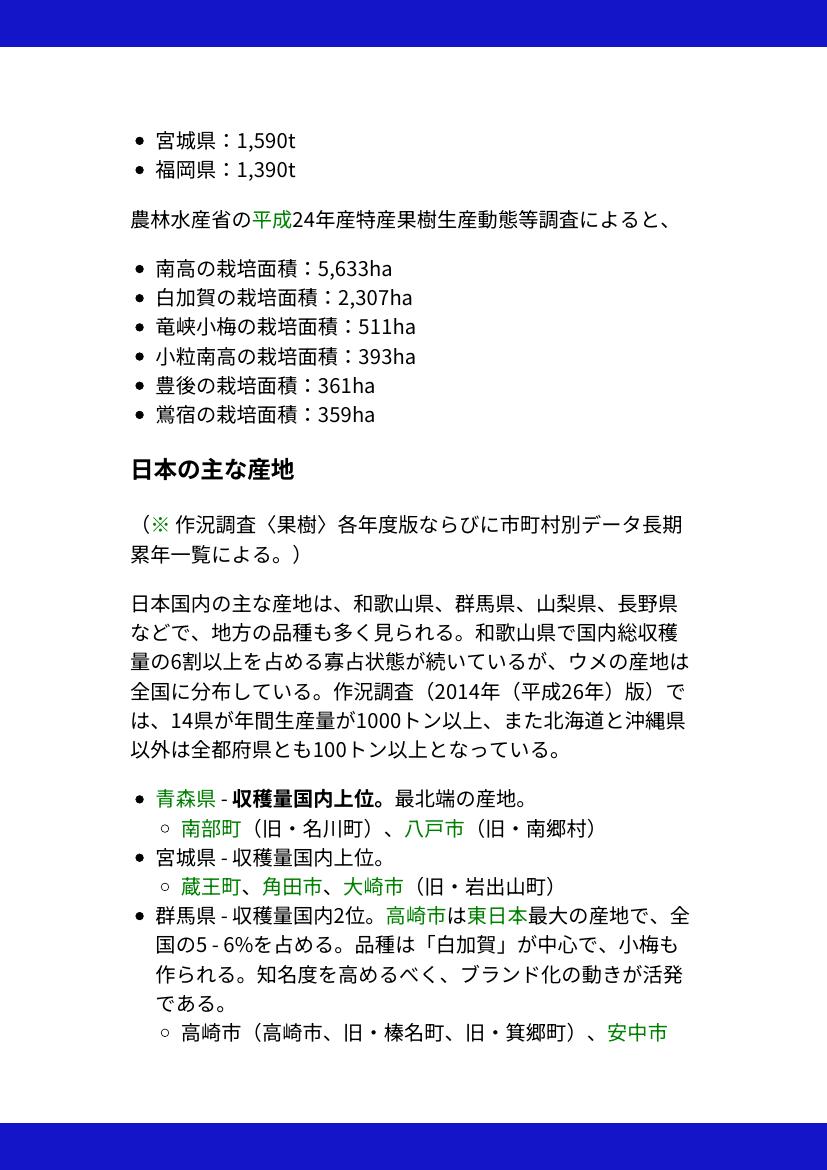 • 宮城県：1,590t
• 福岡県：1,390t
農林水産省の平成24年産特産果樹生産動態等調査によると、
• 南高の栽培面積：5,633ha
• 白加賀の栽培面積：2,307ha
• 竜峡小梅の栽培面積：511ha
• 小粒南高の栽培面積：393ha
• 豊後の栽培面積：361ha
• 鴬宿の栽培面積：359ha
日本の主な産地
（※ 作況調査〈果樹〉各年度版ならびに市町村別データ長期
累年一覧による。）
日本国内の主な産地は、和歌山県、群馬県、山梨県、長野県
などで、地方の品種も多く見られる。和歌山県で国内総収穫
量の6割以上を占める寡占状態が続いているが、ウメの産地は
全国に分布している。作況調査（2014年（平成26年）版）で
は、14県が年間生産量が1000トン以上、また北海道と沖縄県
以外は全都府県とも100トン以上となっている。
• 青森県 - 収穫量国内上位。最北端の産地。
○ 南部町（旧・名川町）、八戸市（旧・南郷村）
• 宮城県 - 収穫量国内上位。
○ 蔵王町、角田市、大崎市（旧・岩出山町）
• 群馬県 - 収穫量国内2位。高崎市は東日本最大の産地で、全
国の5 - 6%を占める。品種は「白加賀」が中心で、小梅も
作られる。知名度を高めるべく、ブランド化の動きが活発
である。
○ 高崎市（高崎市、旧・榛名町、旧・箕郷町）、安中市